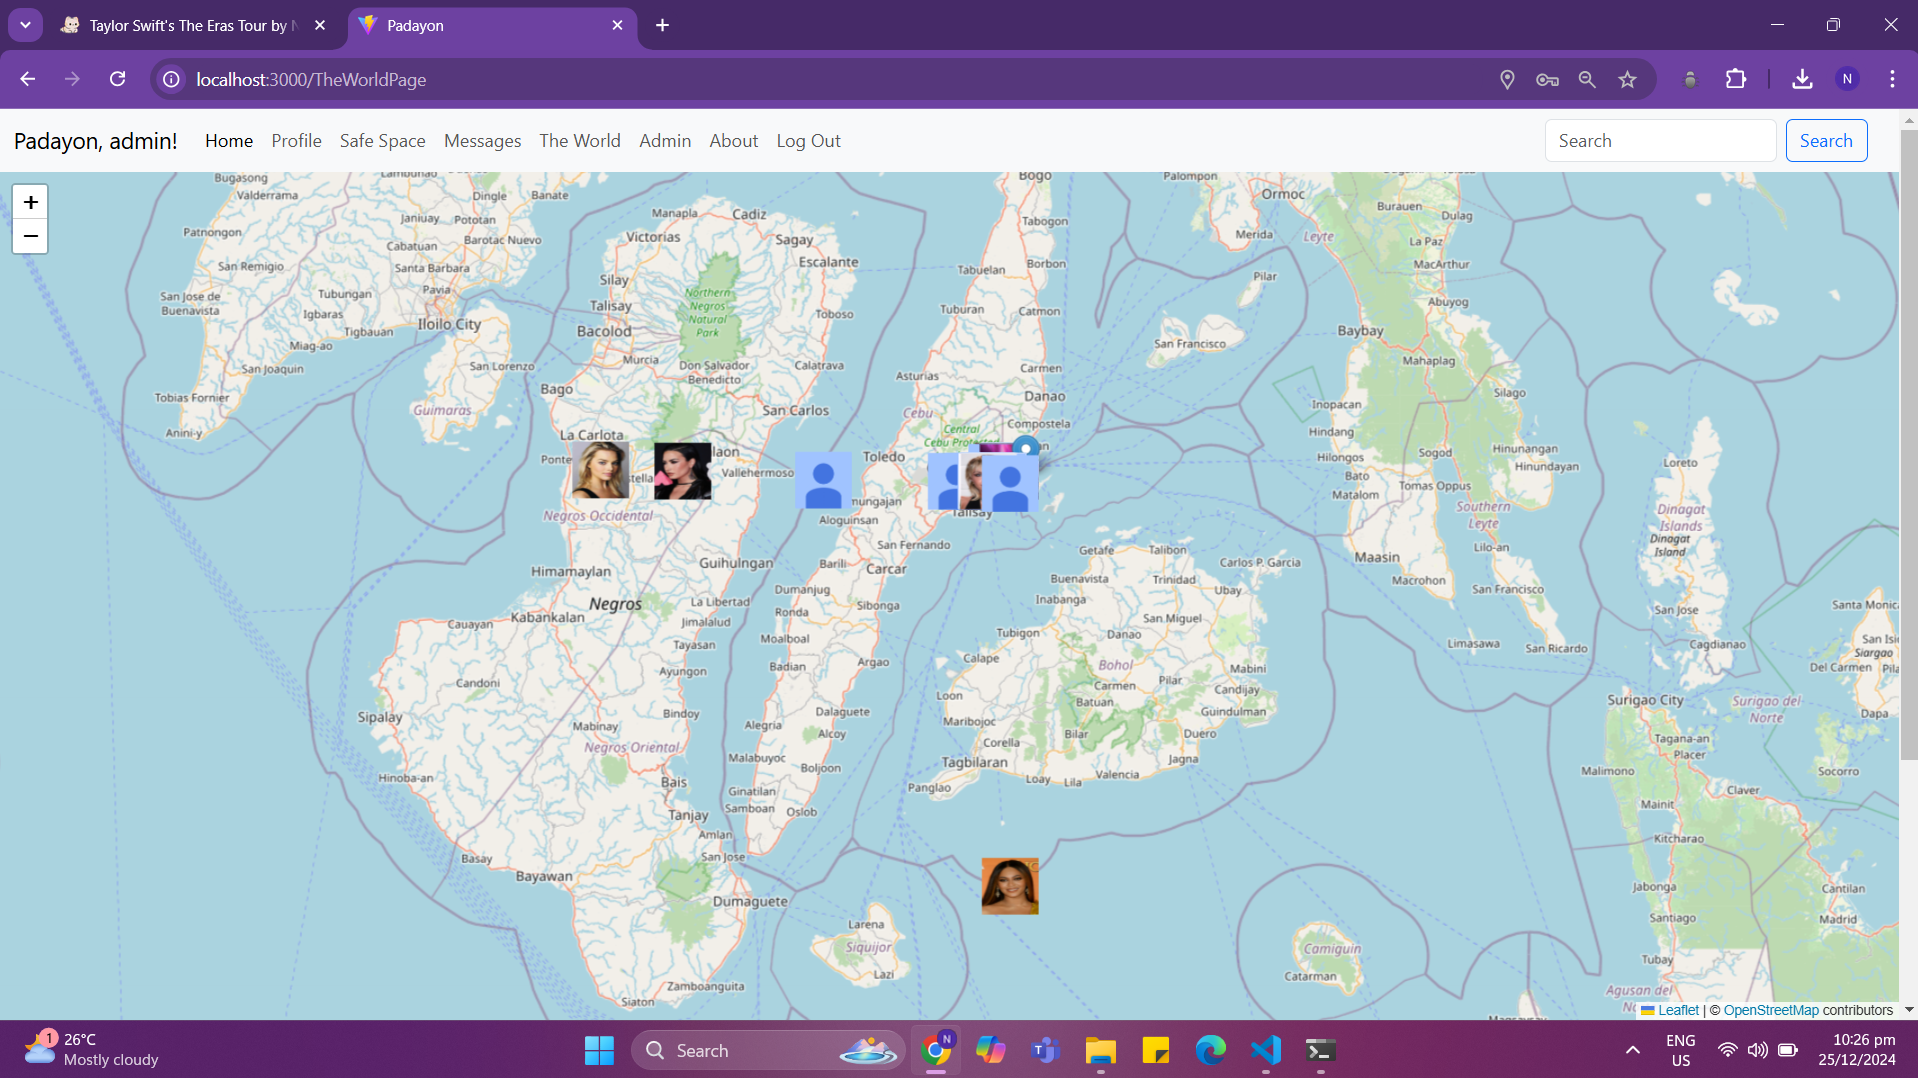 Taylor Swift's The Eras Tour by
Padayon
localhost:3000/TheWorldPage
N
Padayon, admin!
Home
Profile
Safe Space
Messages
The World
Admin
About
Log Out
Search
Search
+
−
Bugasong
Valderrama
Dingle
Banate
Janiuay
Pototan
Patnongon
Cabatuan
Barotac Nuevo
San Remigio
Santa Barbara
Pavia
San Jose de
Buenavista
Tubungan
Igbaras
Tigbauan
Iloilo City
Miag-ao
San Joaquin
San Lorenzo
Tobias Fornier
Guimaras
Anini-y
Manapla
Cadiz
Victorias
Sagay
Escalante
Silay
Talisay
Northern
Negros
Natural
Park
Toboso
Bacolod
Murcia
Don Salvador
Benedicto
Calatrava
Bago
San Carlos
La Carlota
Vallehermoso
Negros Occidental
Guihulngan
Himamaylan
Negros
La Libertad
Kabankalan
Jimalalud
Cauayan
Tayasan
Ayungon
Candoni
Sipalay
Bindoy
Mabinay
Negros Oriental
Hinoba-an
Bais
Tanjay
Amlan
Basay
San Jose
Bayawan
Dumaguete
Zamboanguita
Siaton
Bogo
Tabogon
Tabuelan
Borbon
Tuburan
Catmon
Asturias
Carmen
Danao
Cebu
Central
Cebu Protected
Compostela
Toledo
Aloguinsan
Talisay
San Fernando
Barili
Carcar
Dumanjug
Ronda
Sibonga
Moalboal
Badian
Argao
Alegria
Dalaguete
Alcoy
Malabuyoc
Boljoon
Ginatilan
Samboan
Oslob
Larena
Siquijor
Lazi
Getafe
Talibon
Carlos P. Garcia
Buenavista
Trinidad
Inabanga
Ubay
San Miguel
Tubigon
Danao
Calape
Bohol
Mabini
Loon
Carmen
Pilar
Candijay
Batuan
Guindulman
Maribojoc
Corella
Bilar
Duero
Tagbilaran
Jagna
Loay
Lila
Valencia
Panglao
Palompon
Ormoc
Burauen
Dulag
Merida
Leyte
La Paz
MacArthur
Pilar
Abuyog
San Francisco
Baybay
Mahaplag
Silago
Inopacan
Hindang
Sogod
Hinunangan
Hilongos
Hinundayan
Bato
Tomas Oppus
Matalom
Southern
Leyte
Maasin
Lilo-an
Macrohon
San Francisco
Limasawa
San Ricardo
Loreto
Dinagat
Islands
Dinagat
Island
San Jose
Cagdianao
Santa Monica
Siargao
Del Carmen
Dapa
Surigao City
Surigao del
Norte
Tagana-an
Placer
Malimono
Socorro
Claver
Mainit
Kitcharao
Jabonga
Cantilan
Santiago
Madrid
Tubay
Agusan del
Camiguin
Catarman
Leaflet | © OpenStreetMap contributors
1
26°C
Mostly cloudy
Search
N
ENG
US
10:26 pm
25/12/2024